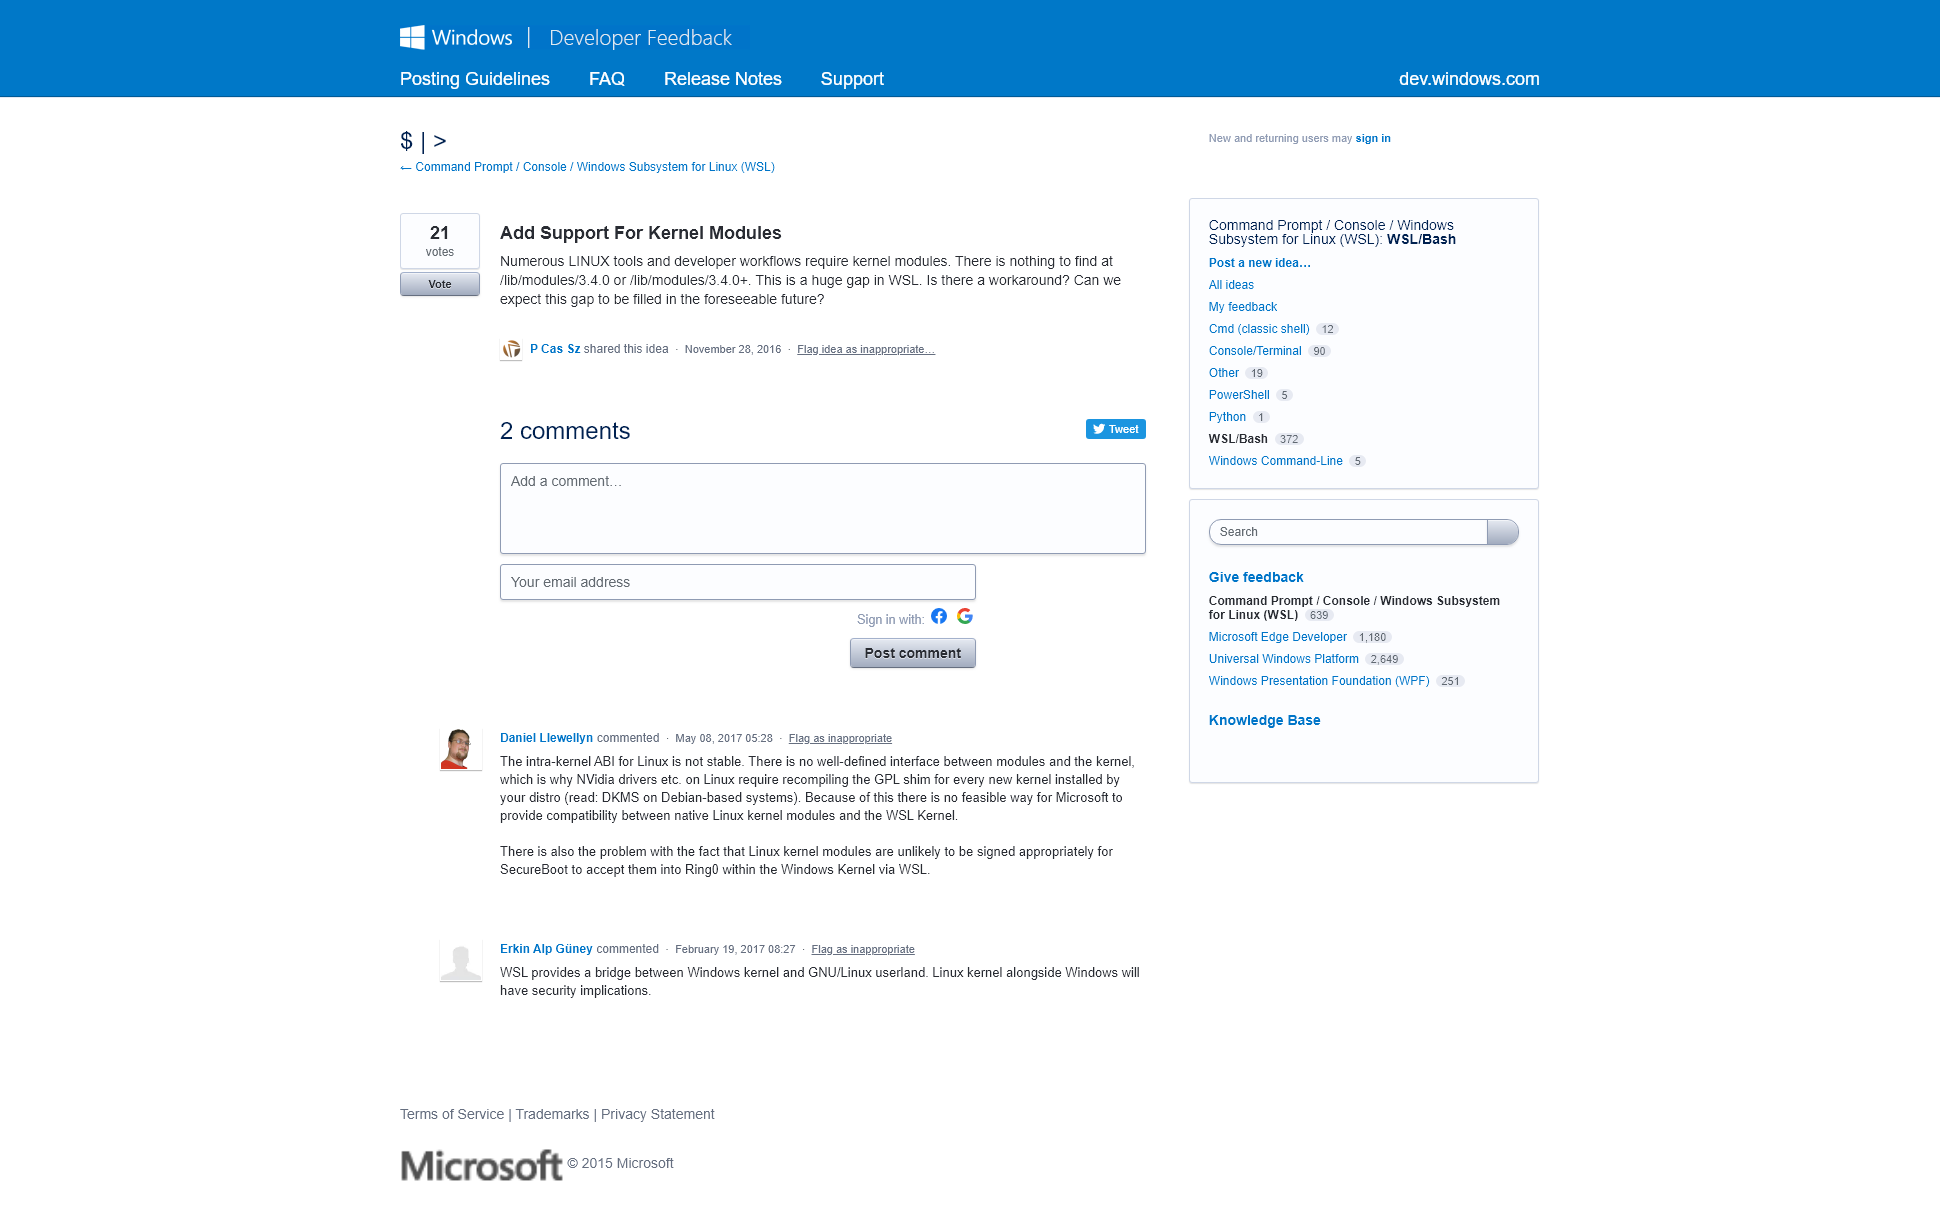 Windows | Developer Feedback
Posting Guidelines FAQ Release Notes Support dev.windows.com
$ | >
← Command Prompt / Console / Windows Subsystem for Linux (WSL)
New and returning users may sign in
21
votes
Vote
Add Support For Kernel Modules
Numerous LINUX tools and developer workflows require kernel modules. There is nothing to find at
/lib/modules/3.4.0 or /lib/modules/3.4.0+. This is a huge gap in WSL. Is there a workaround? Can we
expect this gap to be filled in the foreseeable future?
P Cas Sz shared this idea · November 28, 2016 · Flag idea as inappropriate…
2 comments
Tweet
Add a comment…
Your email address
Sign in with:
Post comment
Daniel Llewellyn commented · May 08, 2017 05:28 · Flag as inappropriate
The intra-kernel ABI for Linux is not stable. There is no well-defined interface between modules and the kernel,
which is why NVidia drivers etc. on Linux require recompiling the GPL shim for every new kernel installed by
your distro (read: DKMS on Debian-based systems). Because of this there is no feasible way for Microsoft to
provide compatibility between native Linux kernel modules and the WSL Kernel.
There is also the problem with the fact that Linux kernel modules are unlikely to be signed appropriately for
SecureBoot to accept them into Ring0 within the Windows Kernel via WSL.
Erkin Alp Güney commented · February 19, 2017 08:27 · Flag as inappropriate
WSL provides a bridge between Windows kernel and GNU/Linux userland. Linux kernel alongside Windows will
have security implications.
Command Prompt / Console / Windows
Subsystem for Linux (WSL): WSL/Bash
Post a new idea…
All ideas
My feedback
Cmd (classic shell) 12
Console/Terminal 90
Other 19
PowerShell 5
Python 1
WSL/Bash 372
Windows Command-Line 5
Search
Give feedback
Command Prompt / Console / Windows Subsystem
for Linux (WSL) 639
Microsoft Edge Developer 1,180
Universal Windows Platform 2,649
Windows Presentation Foundation (WPF) 251
Knowledge Base
Terms of Service | Trademarks | Privacy Statement
Microsoft © 2015 Microsoft